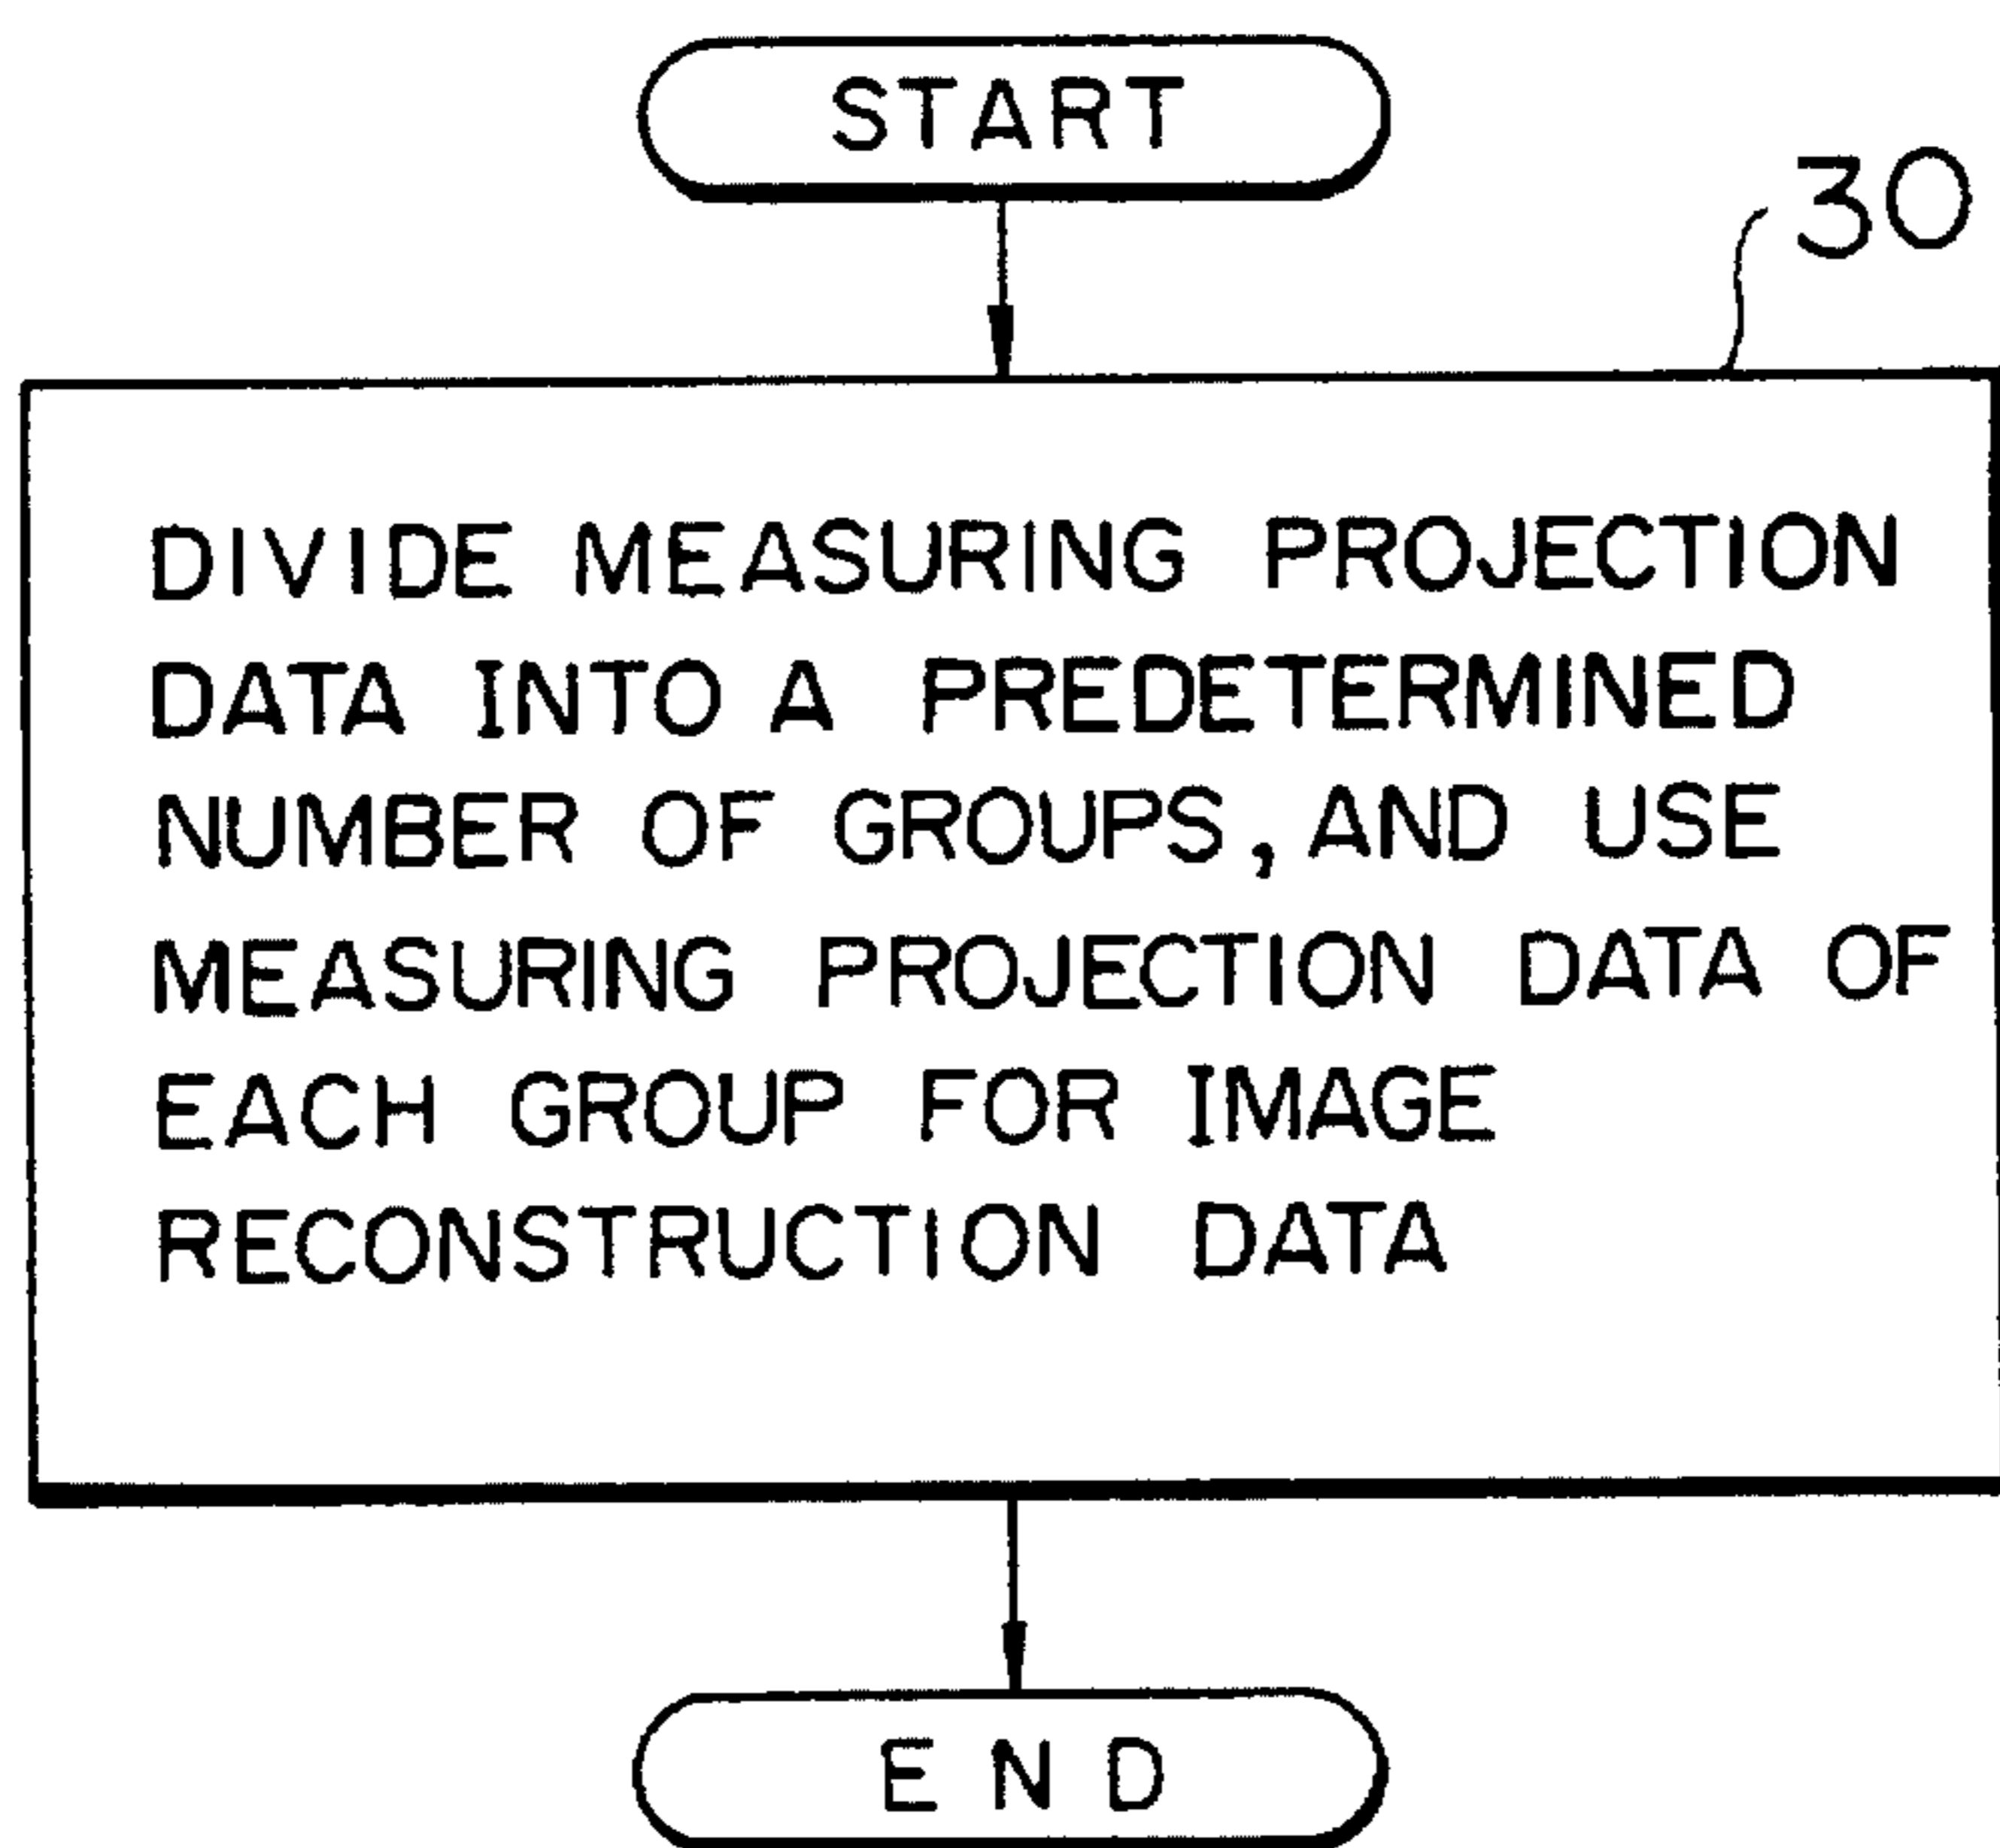 START
30
DIVIDE MEASURING PROJECTION
DATA INTO A PREDETERMINED
NUMBER OF GROUPS, AND USE
MEASURING PROJECTION DATA OF
EACH GROUP FOR IMAGE
RECONSTRUCTION DATA
END